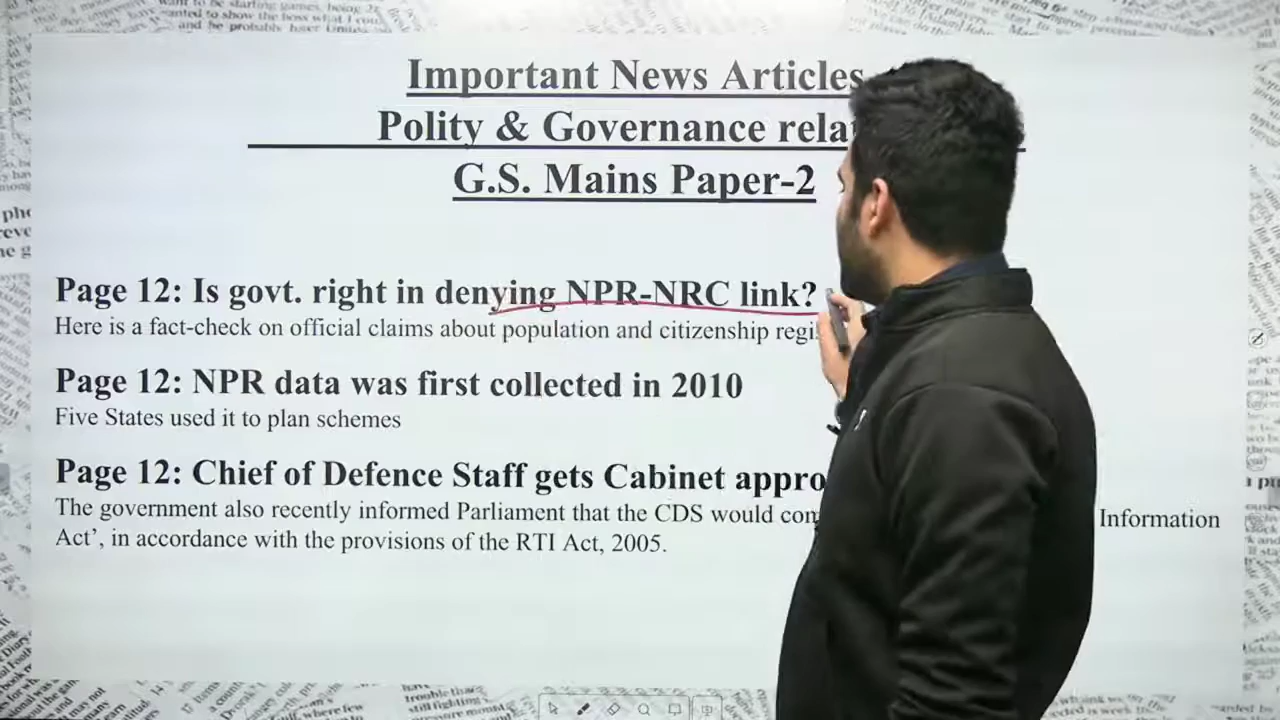 Important News Articles
Polity & Governance rela
G.S. Mains Paper-2
Page 12: Is govt. right in denying NPR-NRC link?
Here is a fact-check on official claims about population and citizenship regi
Page 12: NPR data was first collected in 2010
Five States used it to plan schemes
Page 12: Chief of Defence Staff gets Cabinet appro
The government also recently informed Parliament that the CDS would com Information
Act’, in accordance with the provisions of the RTI Act, 2005.